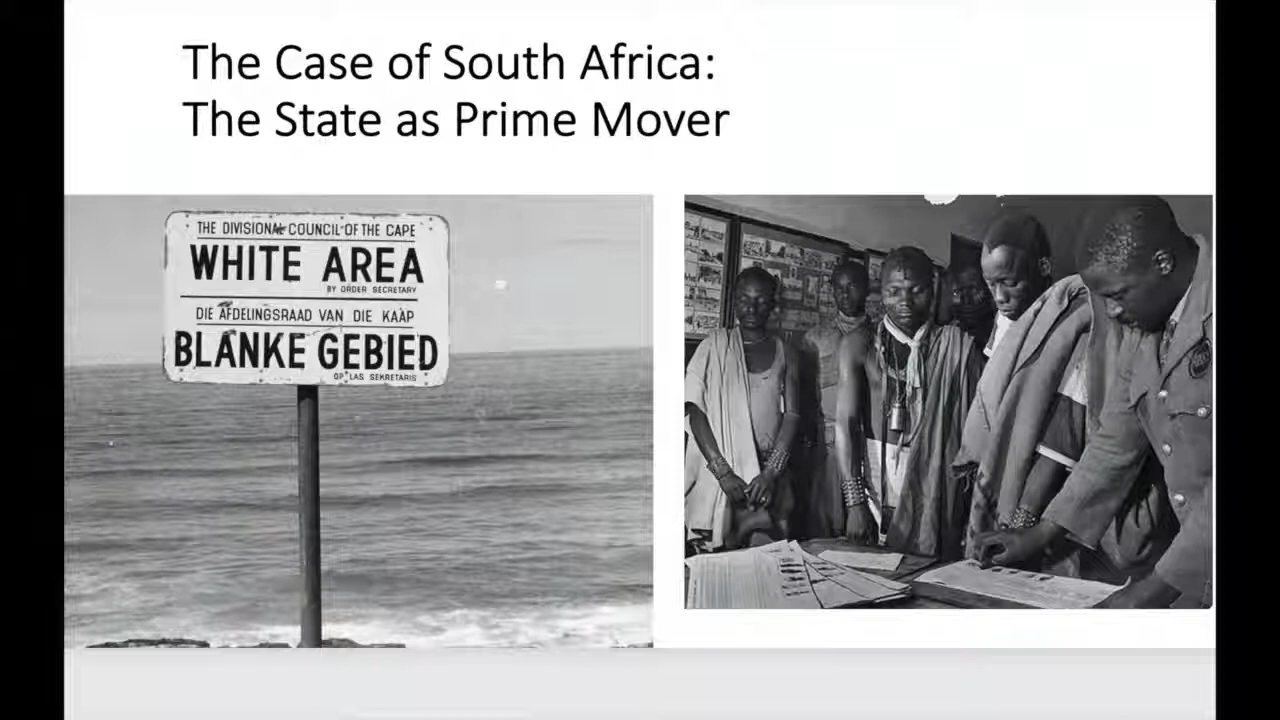 The Case of South Africa:
The State as Prime Mover
THE DIVISIONAL COUNCIL OF THE CAPE
WHITE AREA
BY ORDER SECRETARY
DIE AFDELINGSRAAD VAN DIE KAAP
BLANKE GEBIED
OP LAS SEKRETARIS